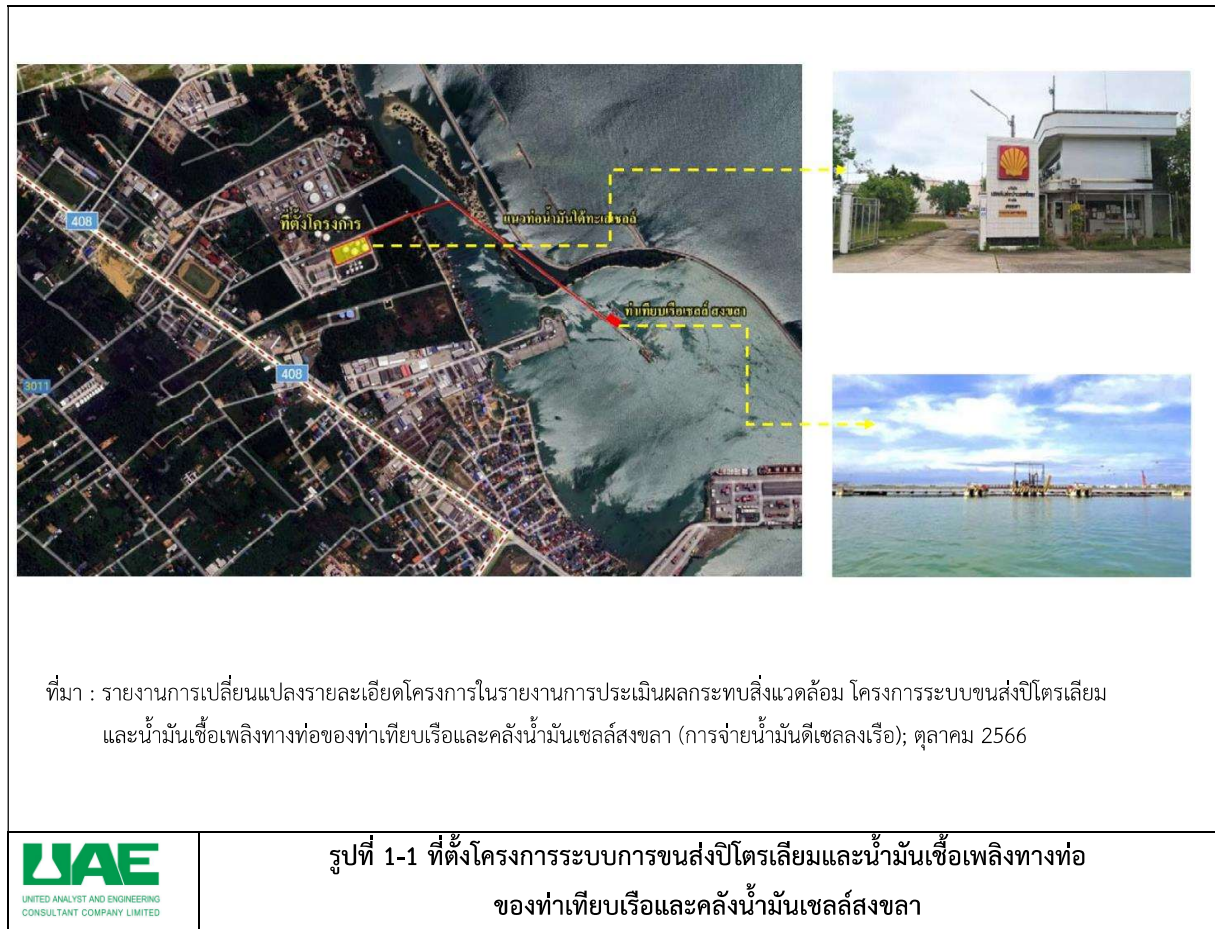 408
ที่ตั้งโครงการ
แนวท่อน้ำมันใต้ทะเลเชลล์
ท่าเทียบเรือเชลล์ สงขลา
408
3011
ที่มา : รายงานการเปลี่ยนแปลงรายละเอียดโครงการในรายงานการประเมินผลกระทบสิ่งแวดล้อม โครงการระบบขนส่งปิโตรเลียม
และน้ำมันเชื้อเพลิงทางท่อของท่าเทียบเรือและคลังน้ำมันเชลล์สงขลา (การจ่ายน้ำมันดีเซลลงเรือ); ตุลาคม 2566
UAE
UNITED ANALYST AND ENGINEERING
CONSULTANT COMPANY LIMITED
รูปที่ 1-1 ที่ตั้งโครงการระบบการขนส่งปิโตรเลียมและน้ำมันเชื้อเพลิงทางท่อ
ของท่าเทียบเรือและคลังน้ำมันเชลล์สงขลา